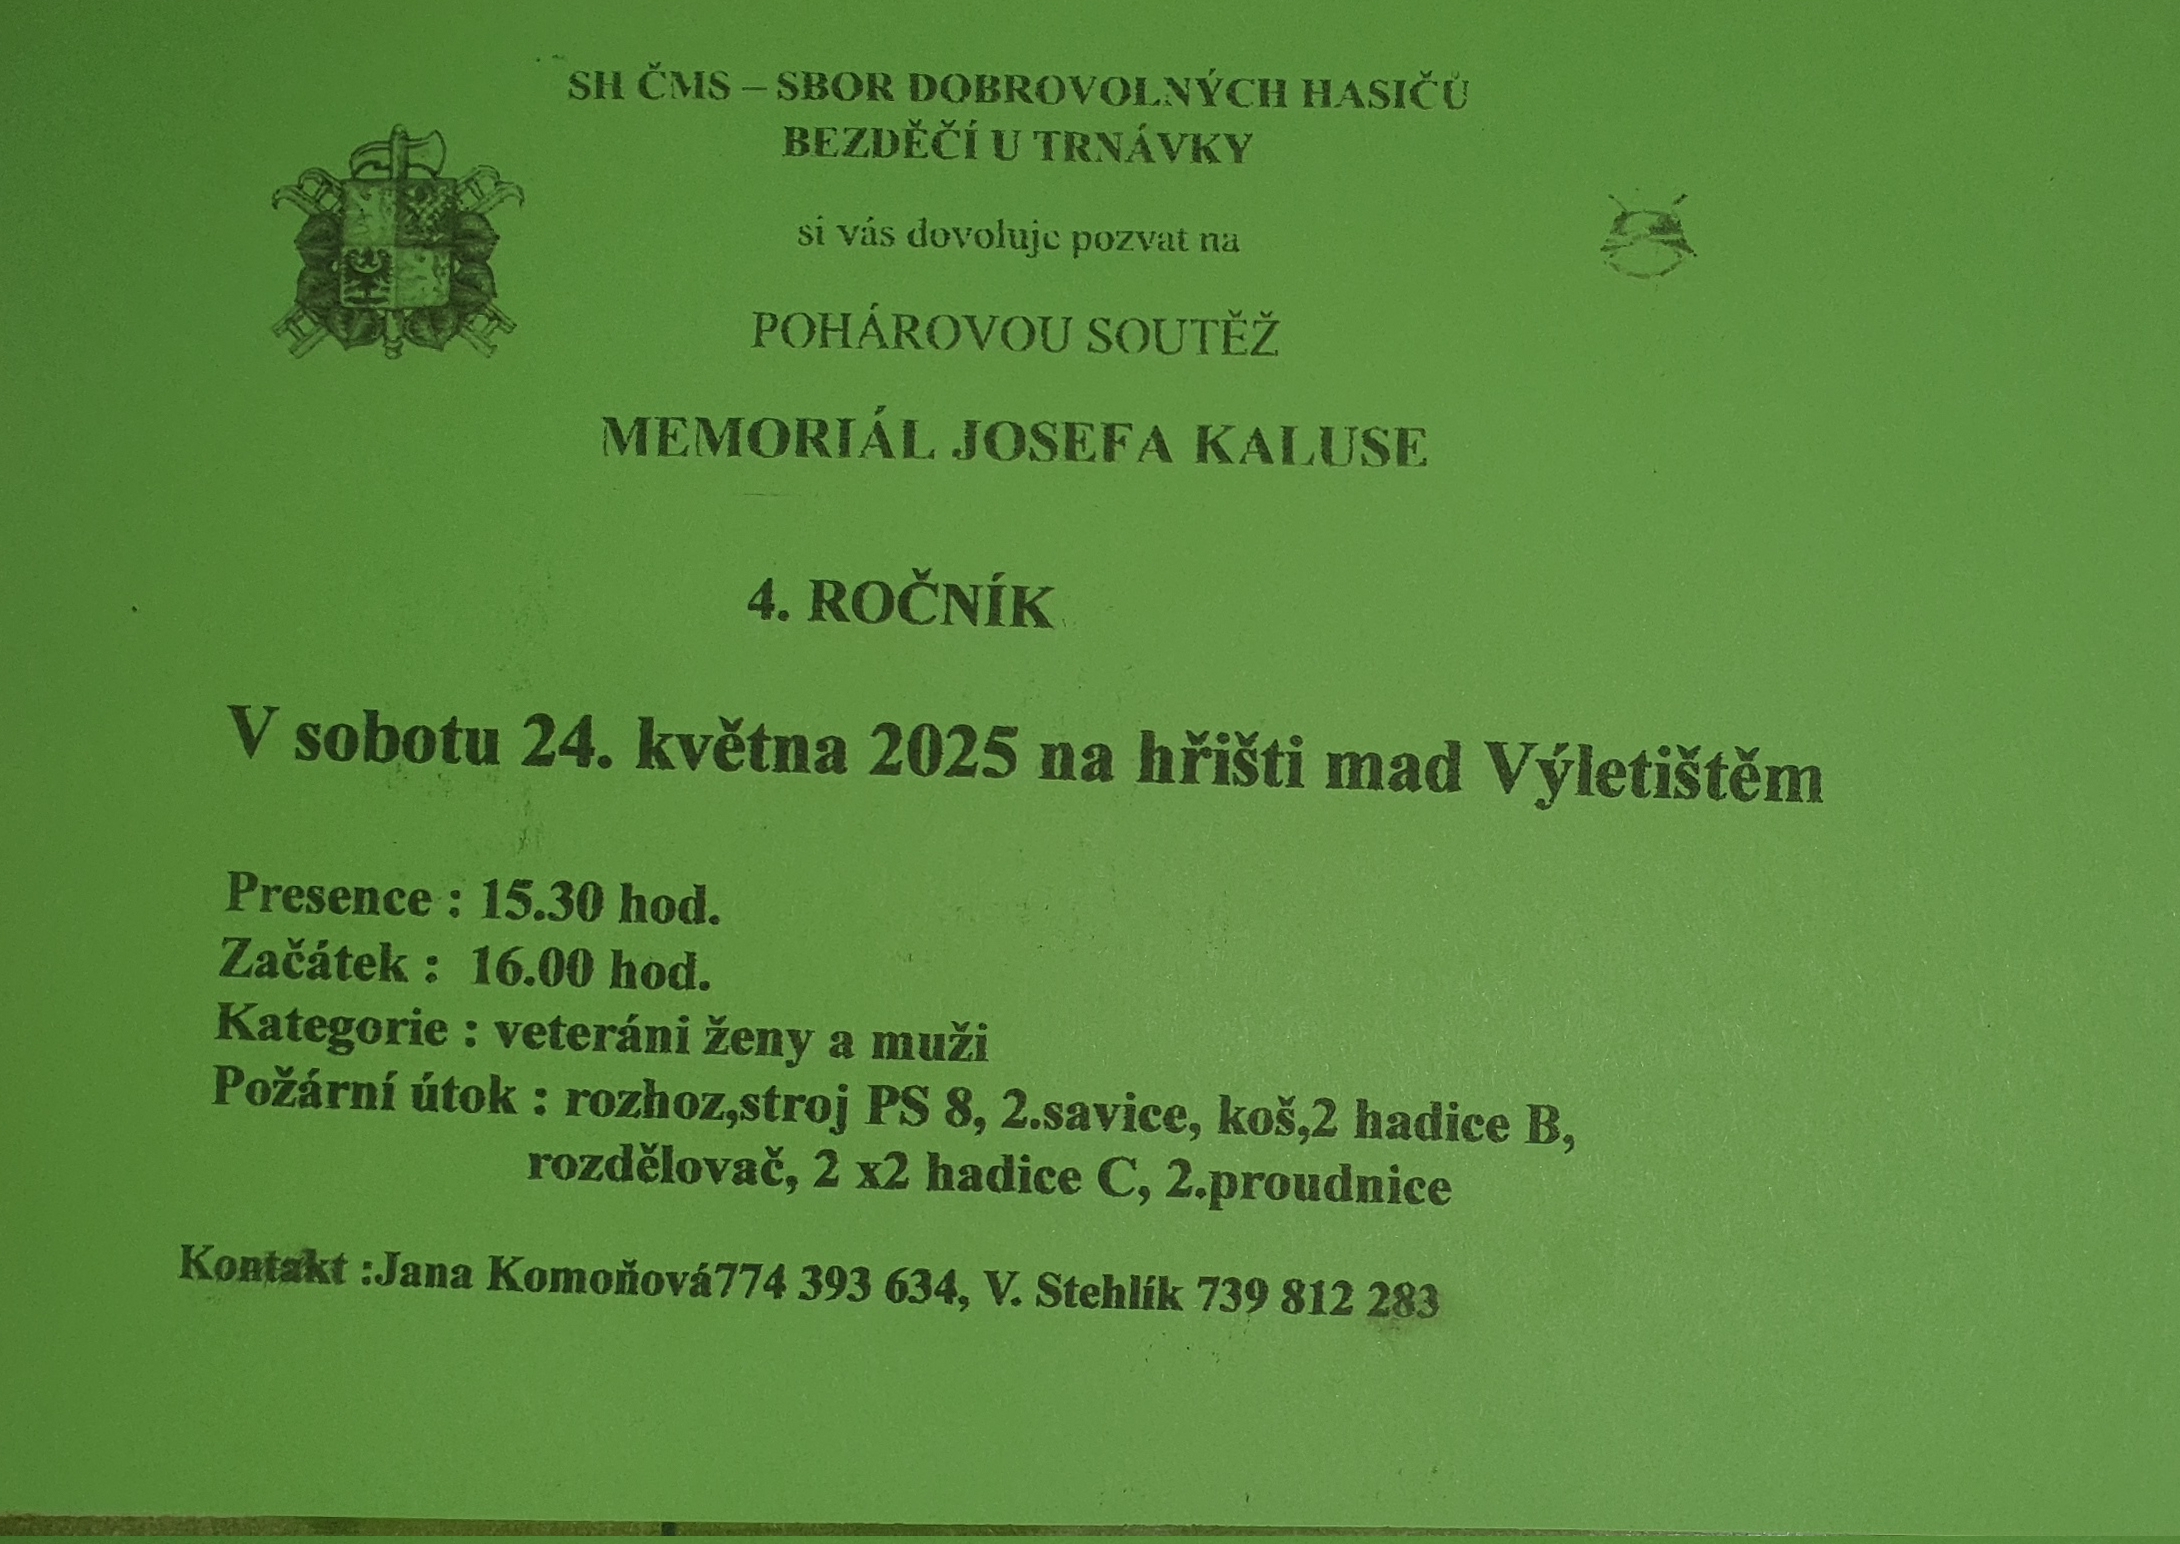 SH ČMS – SBOR DOBROVOLNÝCH HASIČŮ
BEZDĚČÍ U TRNÁVKY
si vás dovoluje pozvat na
POHÁROVOU SOUTĚŽ
MEMORIÁL JOSEFA KALUSE
4. ROČNÍK
V sobotu 24. května 2025 na hřišti mad Výletištěm
Presence : 15.30 hod.
Začátek : 16.00 hod.
Kategorie : veteráni ženy a muži
Požární útok : rozhoz,stroj PS 8, 2.savice, koš,2 hadice B,
rozdělovač, 2 x2 hadice C, 2.proudnice
Kontakt :Jana Komoňová774 393 634, V. Stehlík 739 812 283